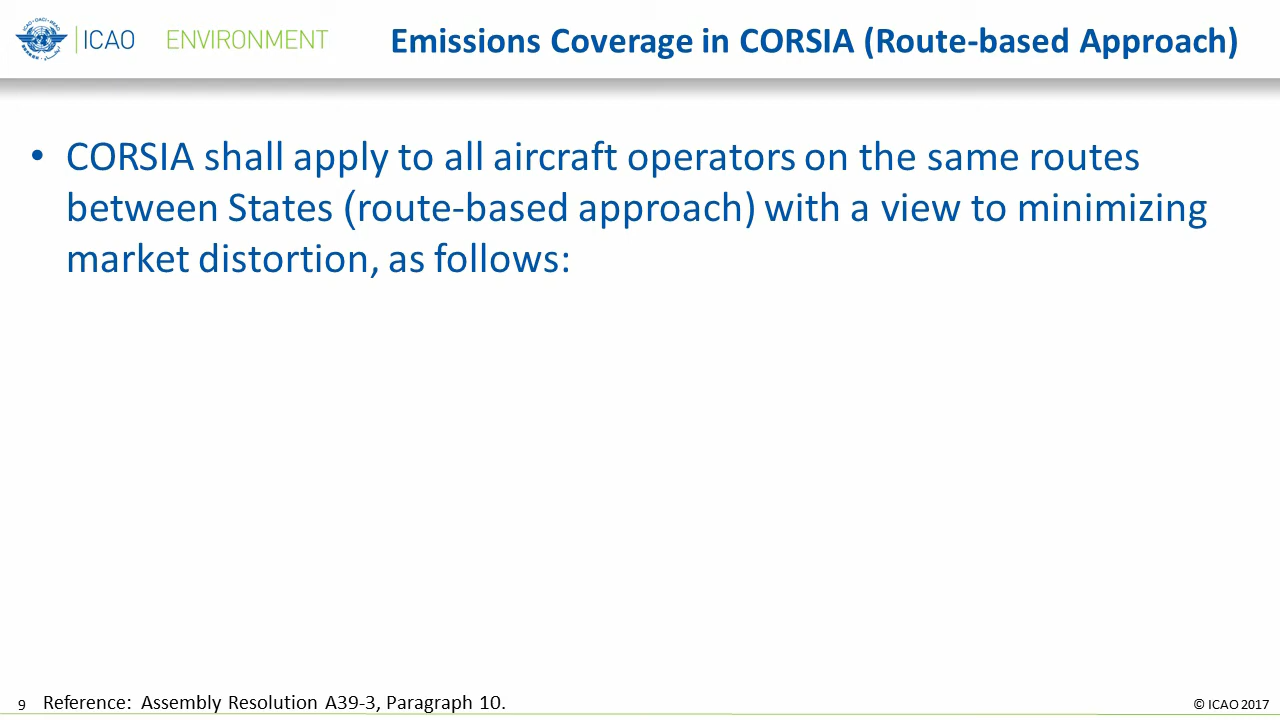 ICAO ENVIRONMENT
Emissions Coverage in CORSIA (Route-based Approach)
• CORSIA shall apply to all aircraft operators on the same routes
between States (route-based approach) with a view to minimizing
market distortion, as follows:
9 Reference: Assembly Resolution A39-3, Paragraph 10.
© ICAO 2017